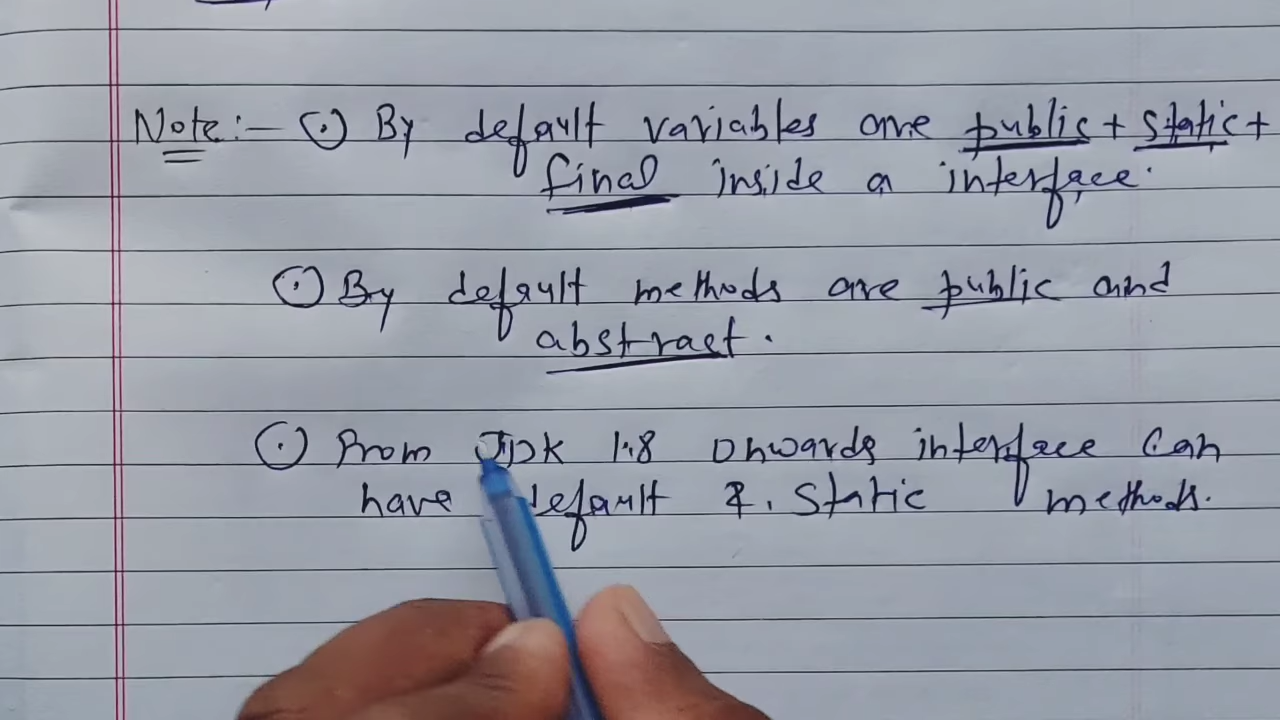 Note:- ⊙ By default variables are public + static +
final inside a interface.
⊙ By default methods are public and
abstract.
⊙ From JDK 1.8 onwards interface can
have default &. static methods.